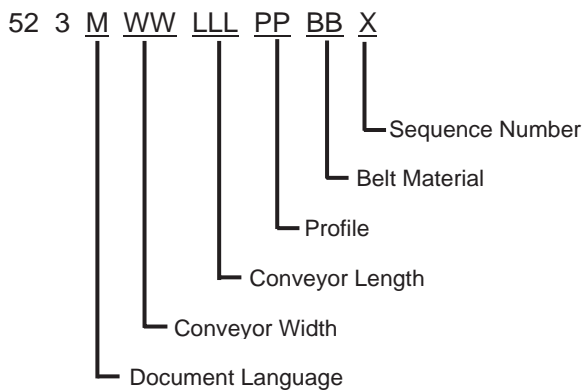 52 3 M WW LLL PP BB X
Sequence Number
Belt Material
Profile
Conveyor Length
Conveyor Width
Document Language